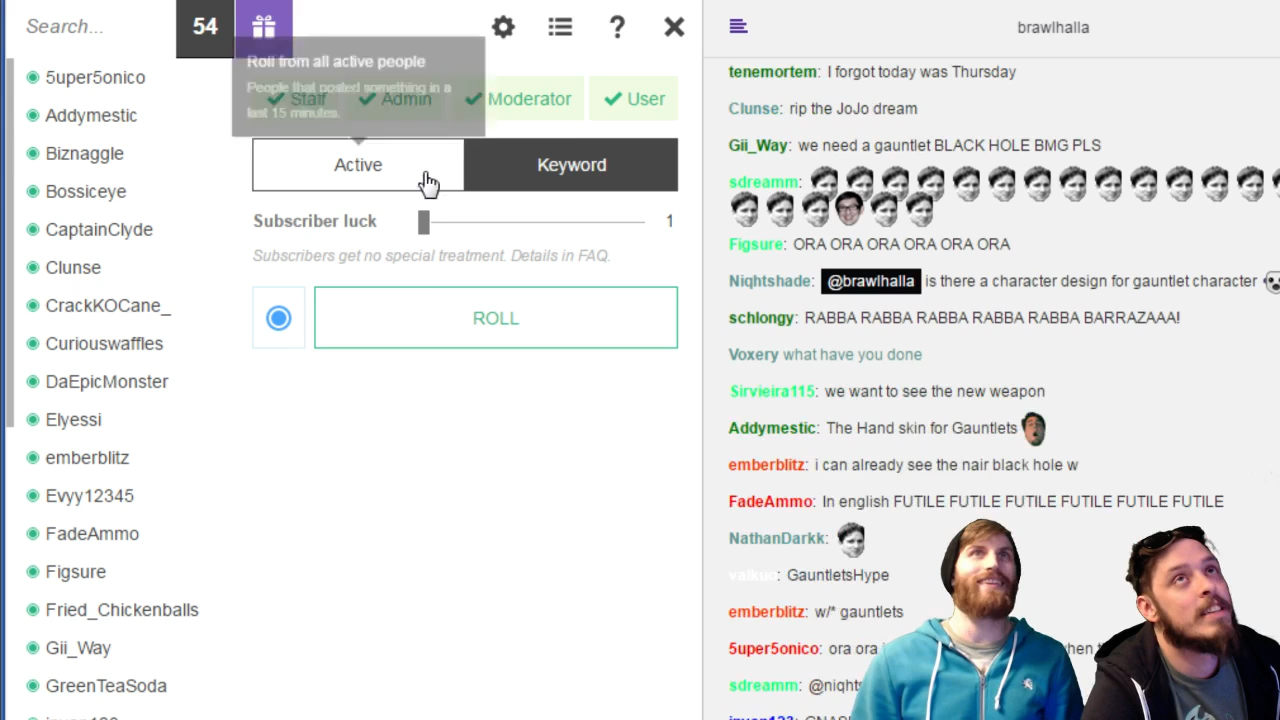 Search...
54
Roll from all active people
People that posted something in a
last 15 minutes.
Staff
Admin
Moderator
User
Active
Keyword
Subscriber luck
1
Subscribers get no special treatment. Details in FAQ.
ROLL
5uper5onico
Addymestic
Biznaggle
Bossiceye
CaptainClyde
Clunse
CrackKOCane_
Curiouswaffles
DaEpicMonster
Elyessi
emberblitz
Evyy12345
FadeAmmo
Figsure
Fried_Chickenballs
Gii_Way
GreenTeaSoda
brawlhalla
tenemortem: I forgot today was Thursday
Clunse: rip the JoJo dream
Gii_Way: we need a gauntlet BLACK HOLE BMG PLS
sdreamm:
Figsure: ORA ORA ORA ORA ORA ORA
Niqhtshade: @brawlhalla is there a character design for gauntlet character
schlongy: RABBA RABBA RABBA RABBA RABBA BARRAZAAA!
Voxery what have you done
Sirvieira115: we want to see the new weapon
Addymestic: The Hand skin for Gauntlets
emberblitz: i can already see the nair black hole w
FadeAmmo: In english FUTILE FUTILE FUTILE FUTILE FUTILE FUTILE
NathanDarkk:
valkuo: GauntletsHype
emberblitz: w/* gauntlets
5uper5onico: ora ora
sdreamm: